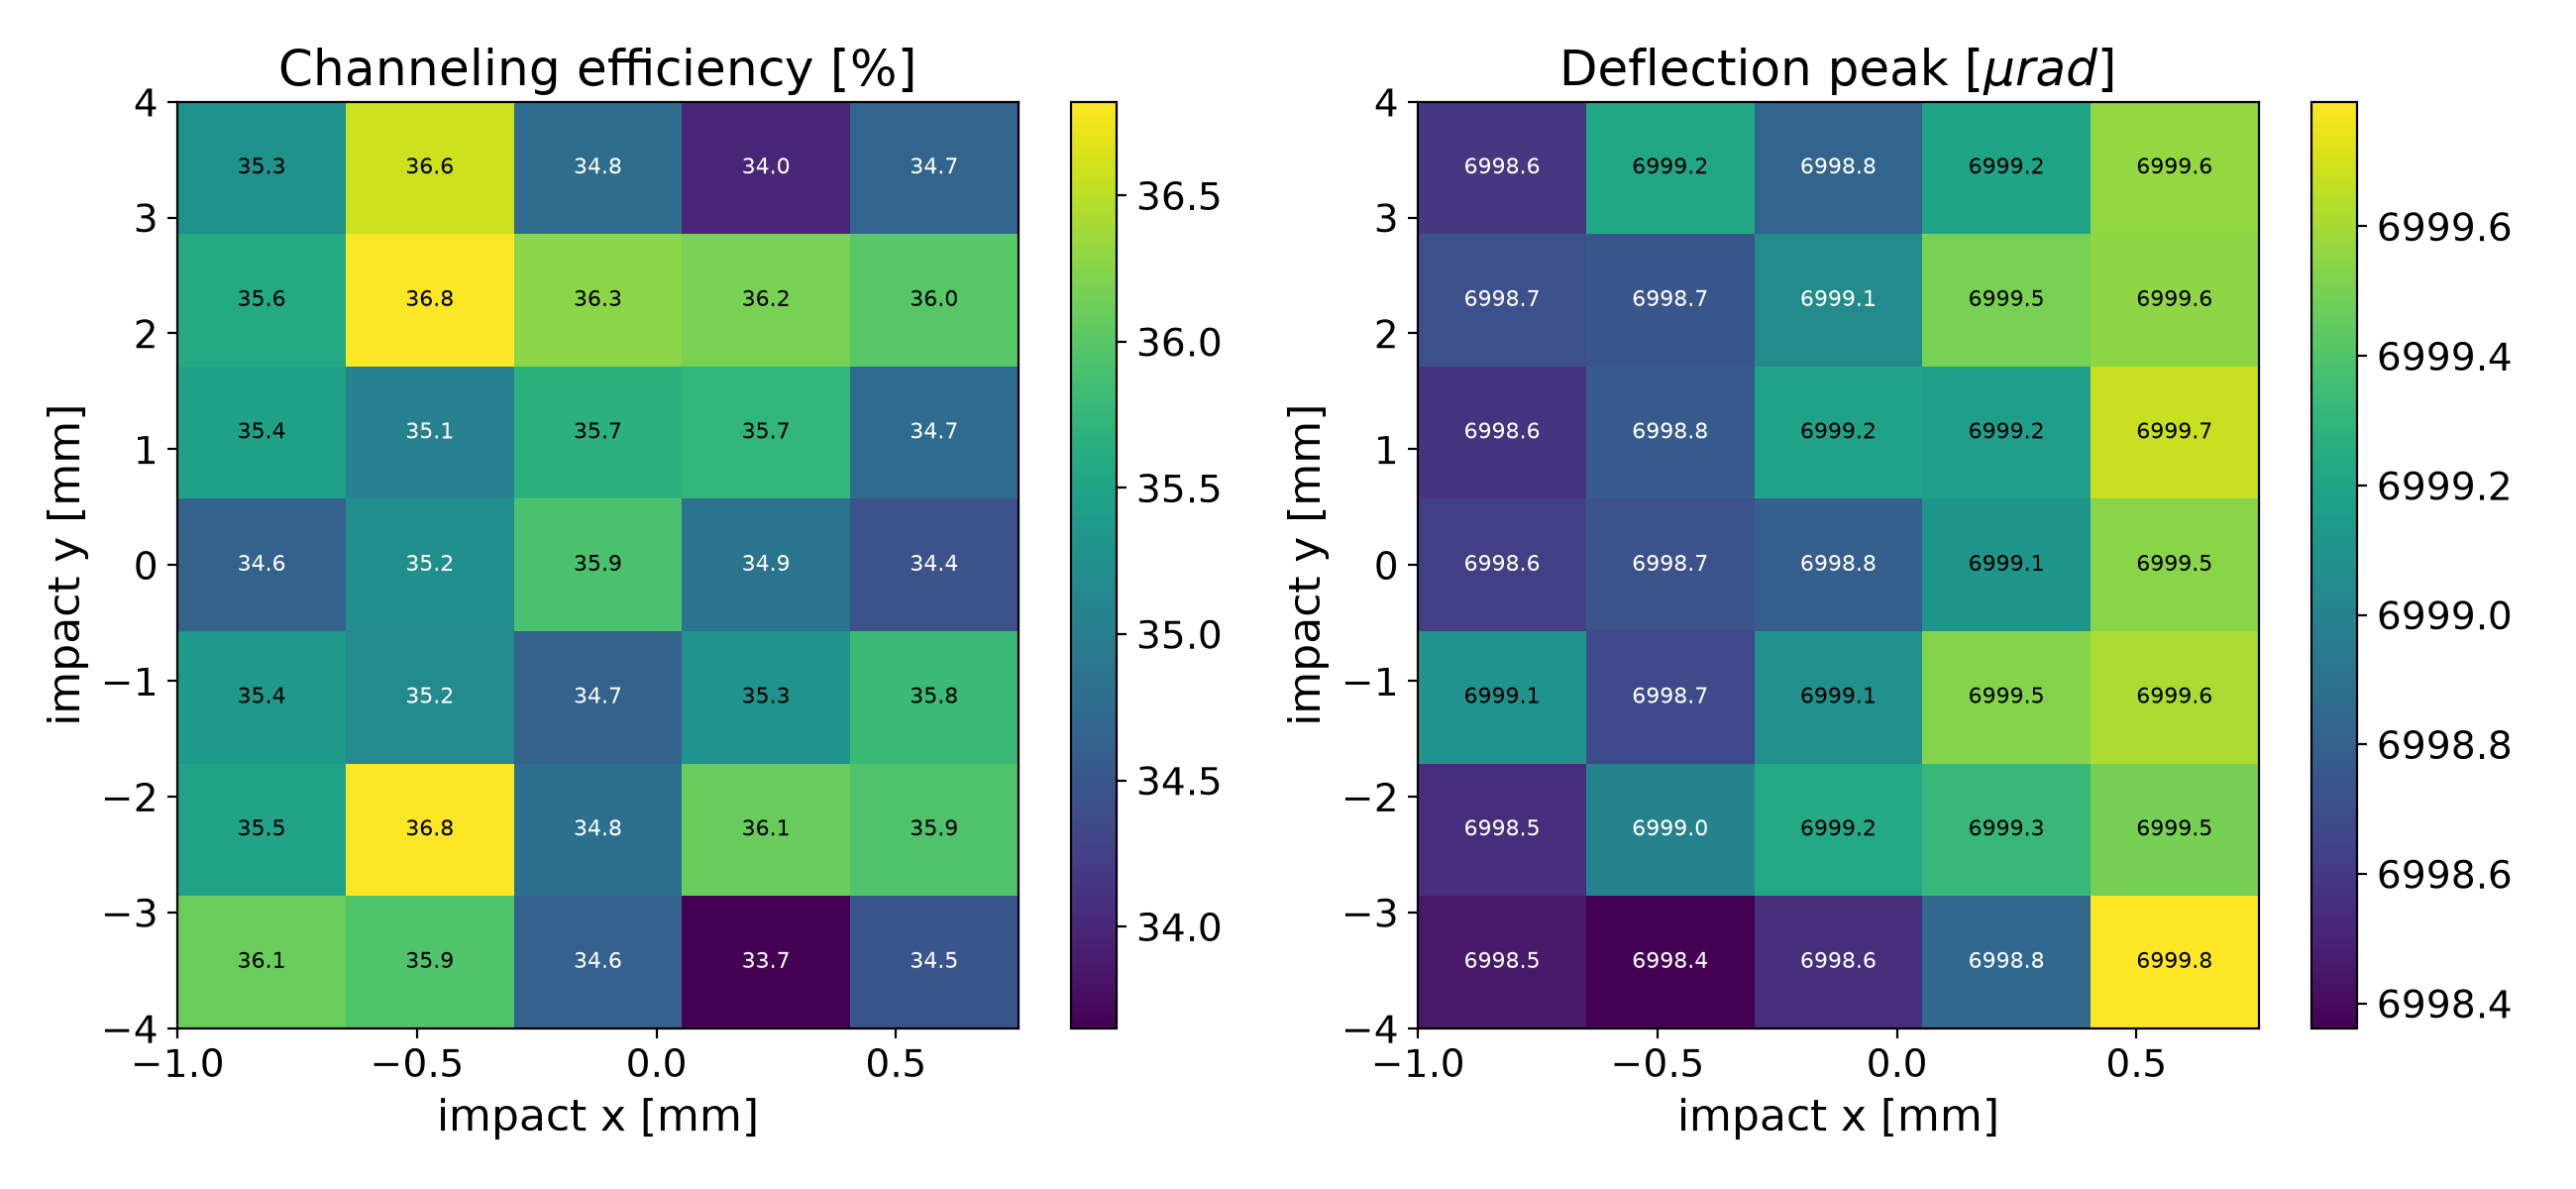 Channeling efficiency [%]
4
3
2
1
0
−1
−2
−3
−4
impact y [mm]
35.3 36.6 34.8 34.0 34.7
35.6 36.8 36.3 36.2 36.0
35.4 35.1 35.7 35.7 34.7
34.6 35.2 35.9 34.9 34.4
35.4 35.2 34.7 35.3 35.8
35.5 36.8 34.8 36.1 35.9
36.1 35.9 34.6 33.7 34.5
−1.0 −0.5 0.0 0.5
impact x [mm]
36.5
36.0
35.5
35.0
34.5
34.0
Deflection peak [μrad]
4
3
2
1
0
−1
−2
−3
−4
impact y [mm]
6998.6 6999.2 6998.8 6999.2 6999.6
6998.7 6998.7 6999.1 6999.5 6999.6
6998.6 6998.8 6999.2 6999.2 6999.7
6998.6 6998.7 6998.8 6999.1 6999.5
6999.1 6998.7 6999.1 6999.5 6999.6
6998.5 6999.0 6999.2 6999.3 6999.5
6998.5 6998.4 6998.6 6998.8 6999.8
−1.0 −0.5 0.0 0.5
impact x [mm]
6999.6
6999.4
6999.2
6999.0
6998.8
6998.6
6998.4